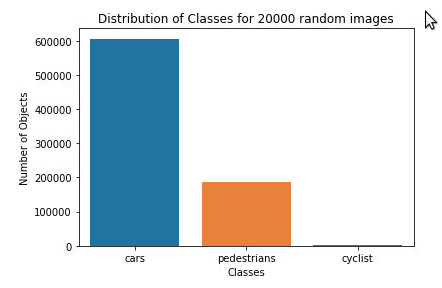 Distribution of Classes for 20000 random images
Number of Objects
600000
500000
400000
300000
200000
100000
0
cars pedestrians cyclist
Classes